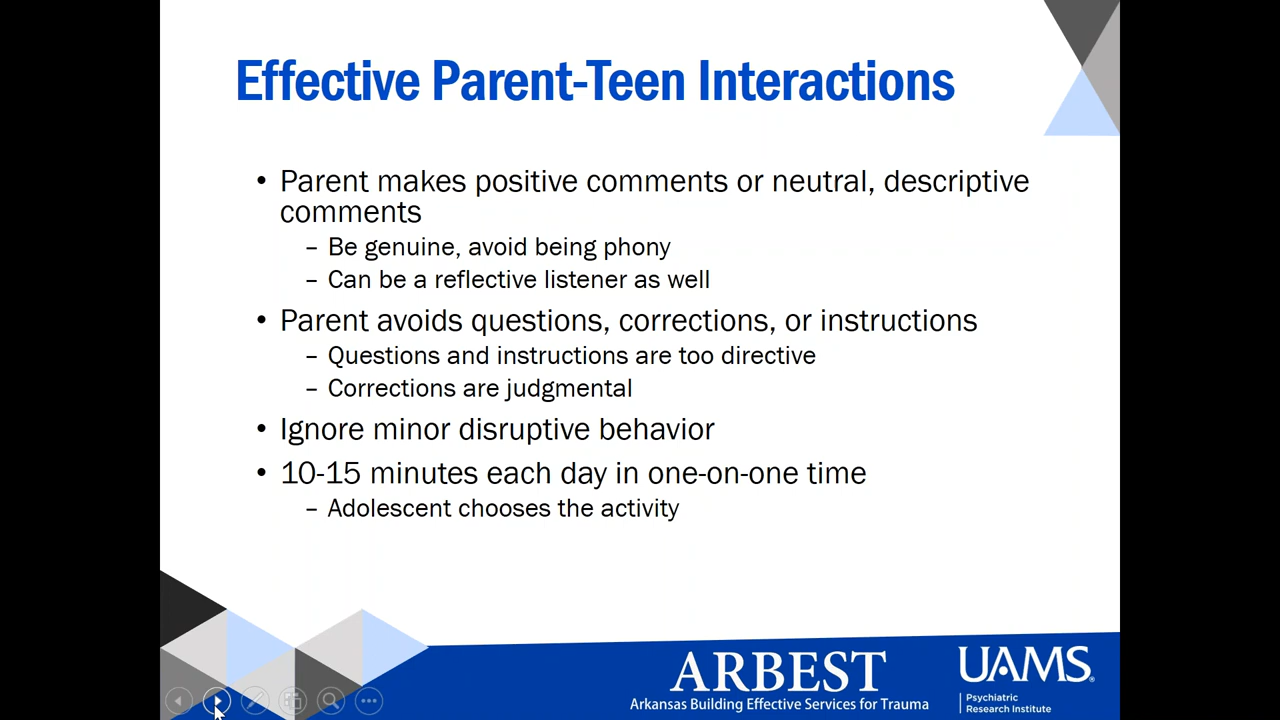 Effective Parent-Teen Interactions
• Parent makes positive comments or neutral, descriptive
comments
– Be genuine, avoid being phony
– Can be a reflective listener as well
• Parent avoids questions, corrections, or instructions
– Questions and instructions are too directive
– Corrections are judgmental
• Ignore minor disruptive behavior
• 10-15 minutes each day in one-on-one time
– Adolescent chooses the activity
ARBEST
Arkansas Building Effective Services for Trauma
UAMS®
Psychiatric
Research Institute